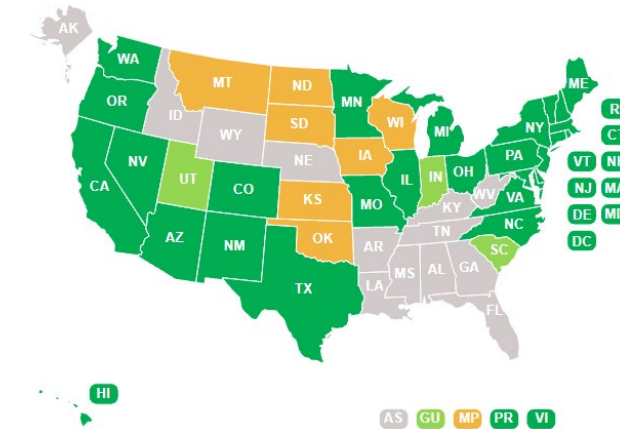 AK
WA
ME
MT
ND
MN
OR
ID
SD
WI
MI
NY
WY
IA
PA
NE
NV
UT
CO
IL
IN
OH
WV
VA
VT
NJ
DE
DC
CA
KS
MO
KY
NC
TN
AZ
NM
OK
AR
SC
TX
MS
AL
GA
LA
FL
HI
AS GU MP PR VI